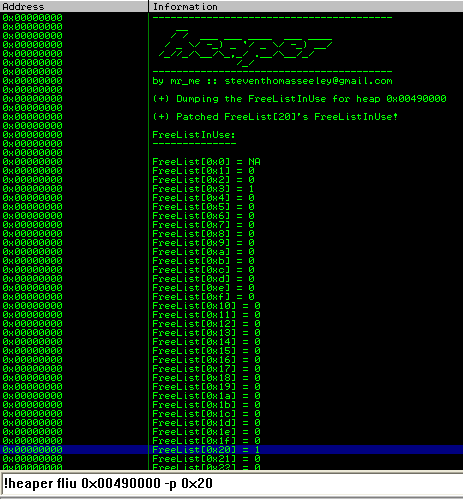 Address Information
0x00000000 --------------------------------------------------
0x00000000
0x00000000
0x00000000
0x00000000
0x00000000
0x00000000 --------------------------------------------------
0x00000000 by mr_me :: steventhomasseeley@gmail.com
0x00000000
0x00000000 (+) Dumping the FreeListInUse for heap 0x00490000
0x00000000
0x00000000 (+) Patched FreeList[20]'s FreeListInUse!
0x00000000
0x00000000 FreeListInUse:
0x00000000 --------------
0x00000000
0x00000000 FreeList[0x0] = NA
0x00000000 FreeList[0x1] = 0
0x00000000 FreeList[0x2] = 0
0x00000000 FreeList[0x3] = 1
0x00000000 FreeList[0x4] = 0
0x00000000 FreeList[0x5] = 0
0x00000000 FreeList[0x6] = 0
0x00000000 FreeList[0x7] = 0
0x00000000 FreeList[0x8] = 0
0x00000000 FreeList[0x9] = 0
0x00000000 FreeList[0xa] = 0
0x00000000 FreeList[0xb] = 0
0x00000000 FreeList[0xc] = 0
0x00000000 FreeList[0xd] = 0
0x00000000 FreeList[0xe] = 0
0x00000000 FreeList[0xf] = 0
0x00000000 FreeList[0x10] = 0
0x00000000 FreeList[0x11] = 0
0x00000000 FreeList[0x12] = 0
0x00000000 FreeList[0x13] = 0
0x00000000 FreeList[0x14] = 0
0x00000000 FreeList[0x15] = 0
0x00000000 FreeList[0x16] = 0
0x00000000 FreeList[0x17] = 0
0x00000000 FreeList[0x18] = 0
0x00000000 FreeList[0x19] = 0
0x00000000 FreeList[0x1a] = 0
0x00000000 FreeList[0x1b] = 0
0x00000000 FreeList[0x1c] = 0
0x00000000 FreeList[0x1d] = 0
0x00000000 FreeList[0x1e] = 0
0x00000000 FreeList[0x1f] = 0
0x00000000 FreeList[0x20] = 1
0x00000000 FreeList[0x21] = 0
0x00000000 FreeList[0x22] = 0
!heaper fliu 0x00490000 -p 0x20